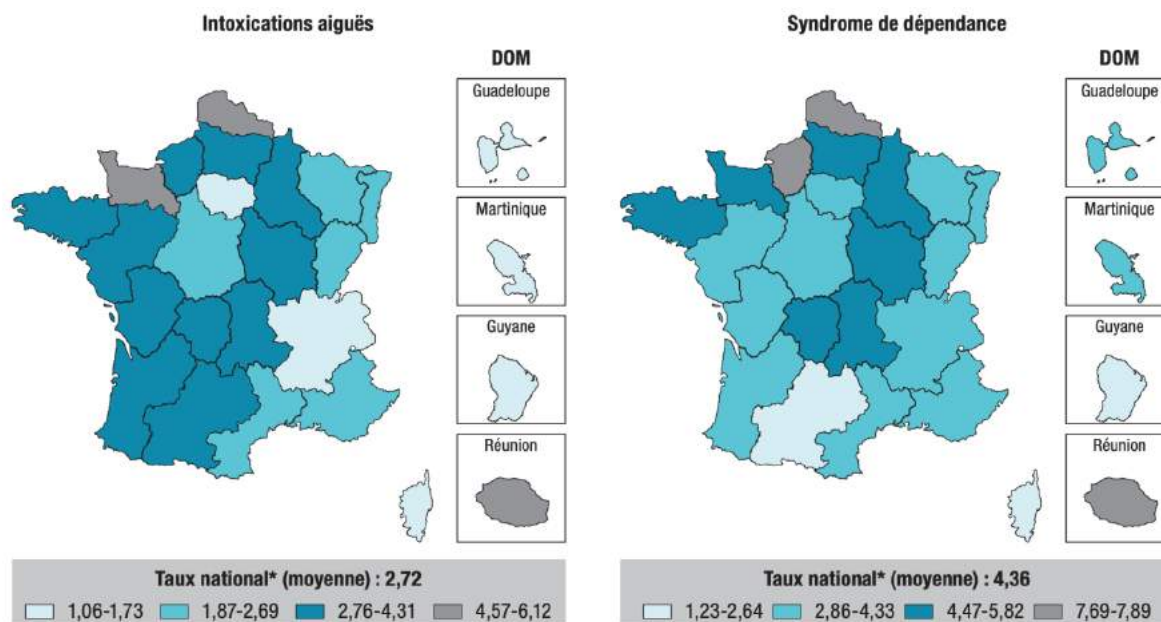 Intoxications aiguës
DOM
Guadeloupe
Martinique
Guyane
Réunion
Taux national* (moyenne) : 2,72
1,06-1,73 1,87-2,69 2,76-4,31 4,57-6,12
Syndrome de dépendance
DOM
Guadeloupe
Martinique
Guyane
Réunion
Taux national* (moyenne) : 4,36
1,23-2,64 2,86-4,33 4,47-5,82 7,69-7,89